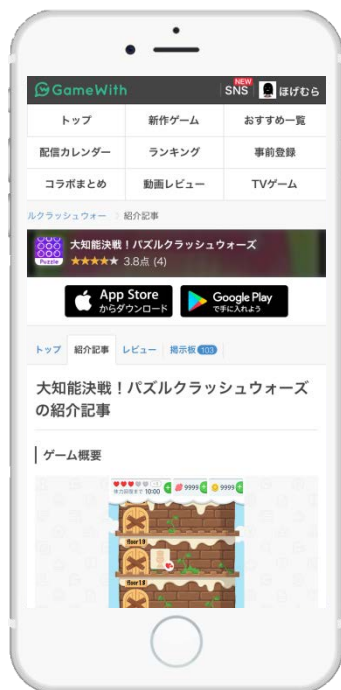 GameWith
NEW
SNS
ほげむら
トップ 新作ゲーム おすすめ一覧
配信カレンダー ランキング 事前登録
コラボまとめ 動画レビュー TVゲーム
ルクラッシュウォー 紹介記事
大知能決戦！パズルクラッシュウォーズ
Puzzle
★★★★★ 3.8点 (4)
App Store
からダウンロード
Google Play
で手に入れよう
トップ 紹介記事 レビュー 掲示板 103
大知能決戦！パズルクラッシュウォーズ
の紹介記事
ゲーム概要
10:00 9999 9999
floor19
floor18